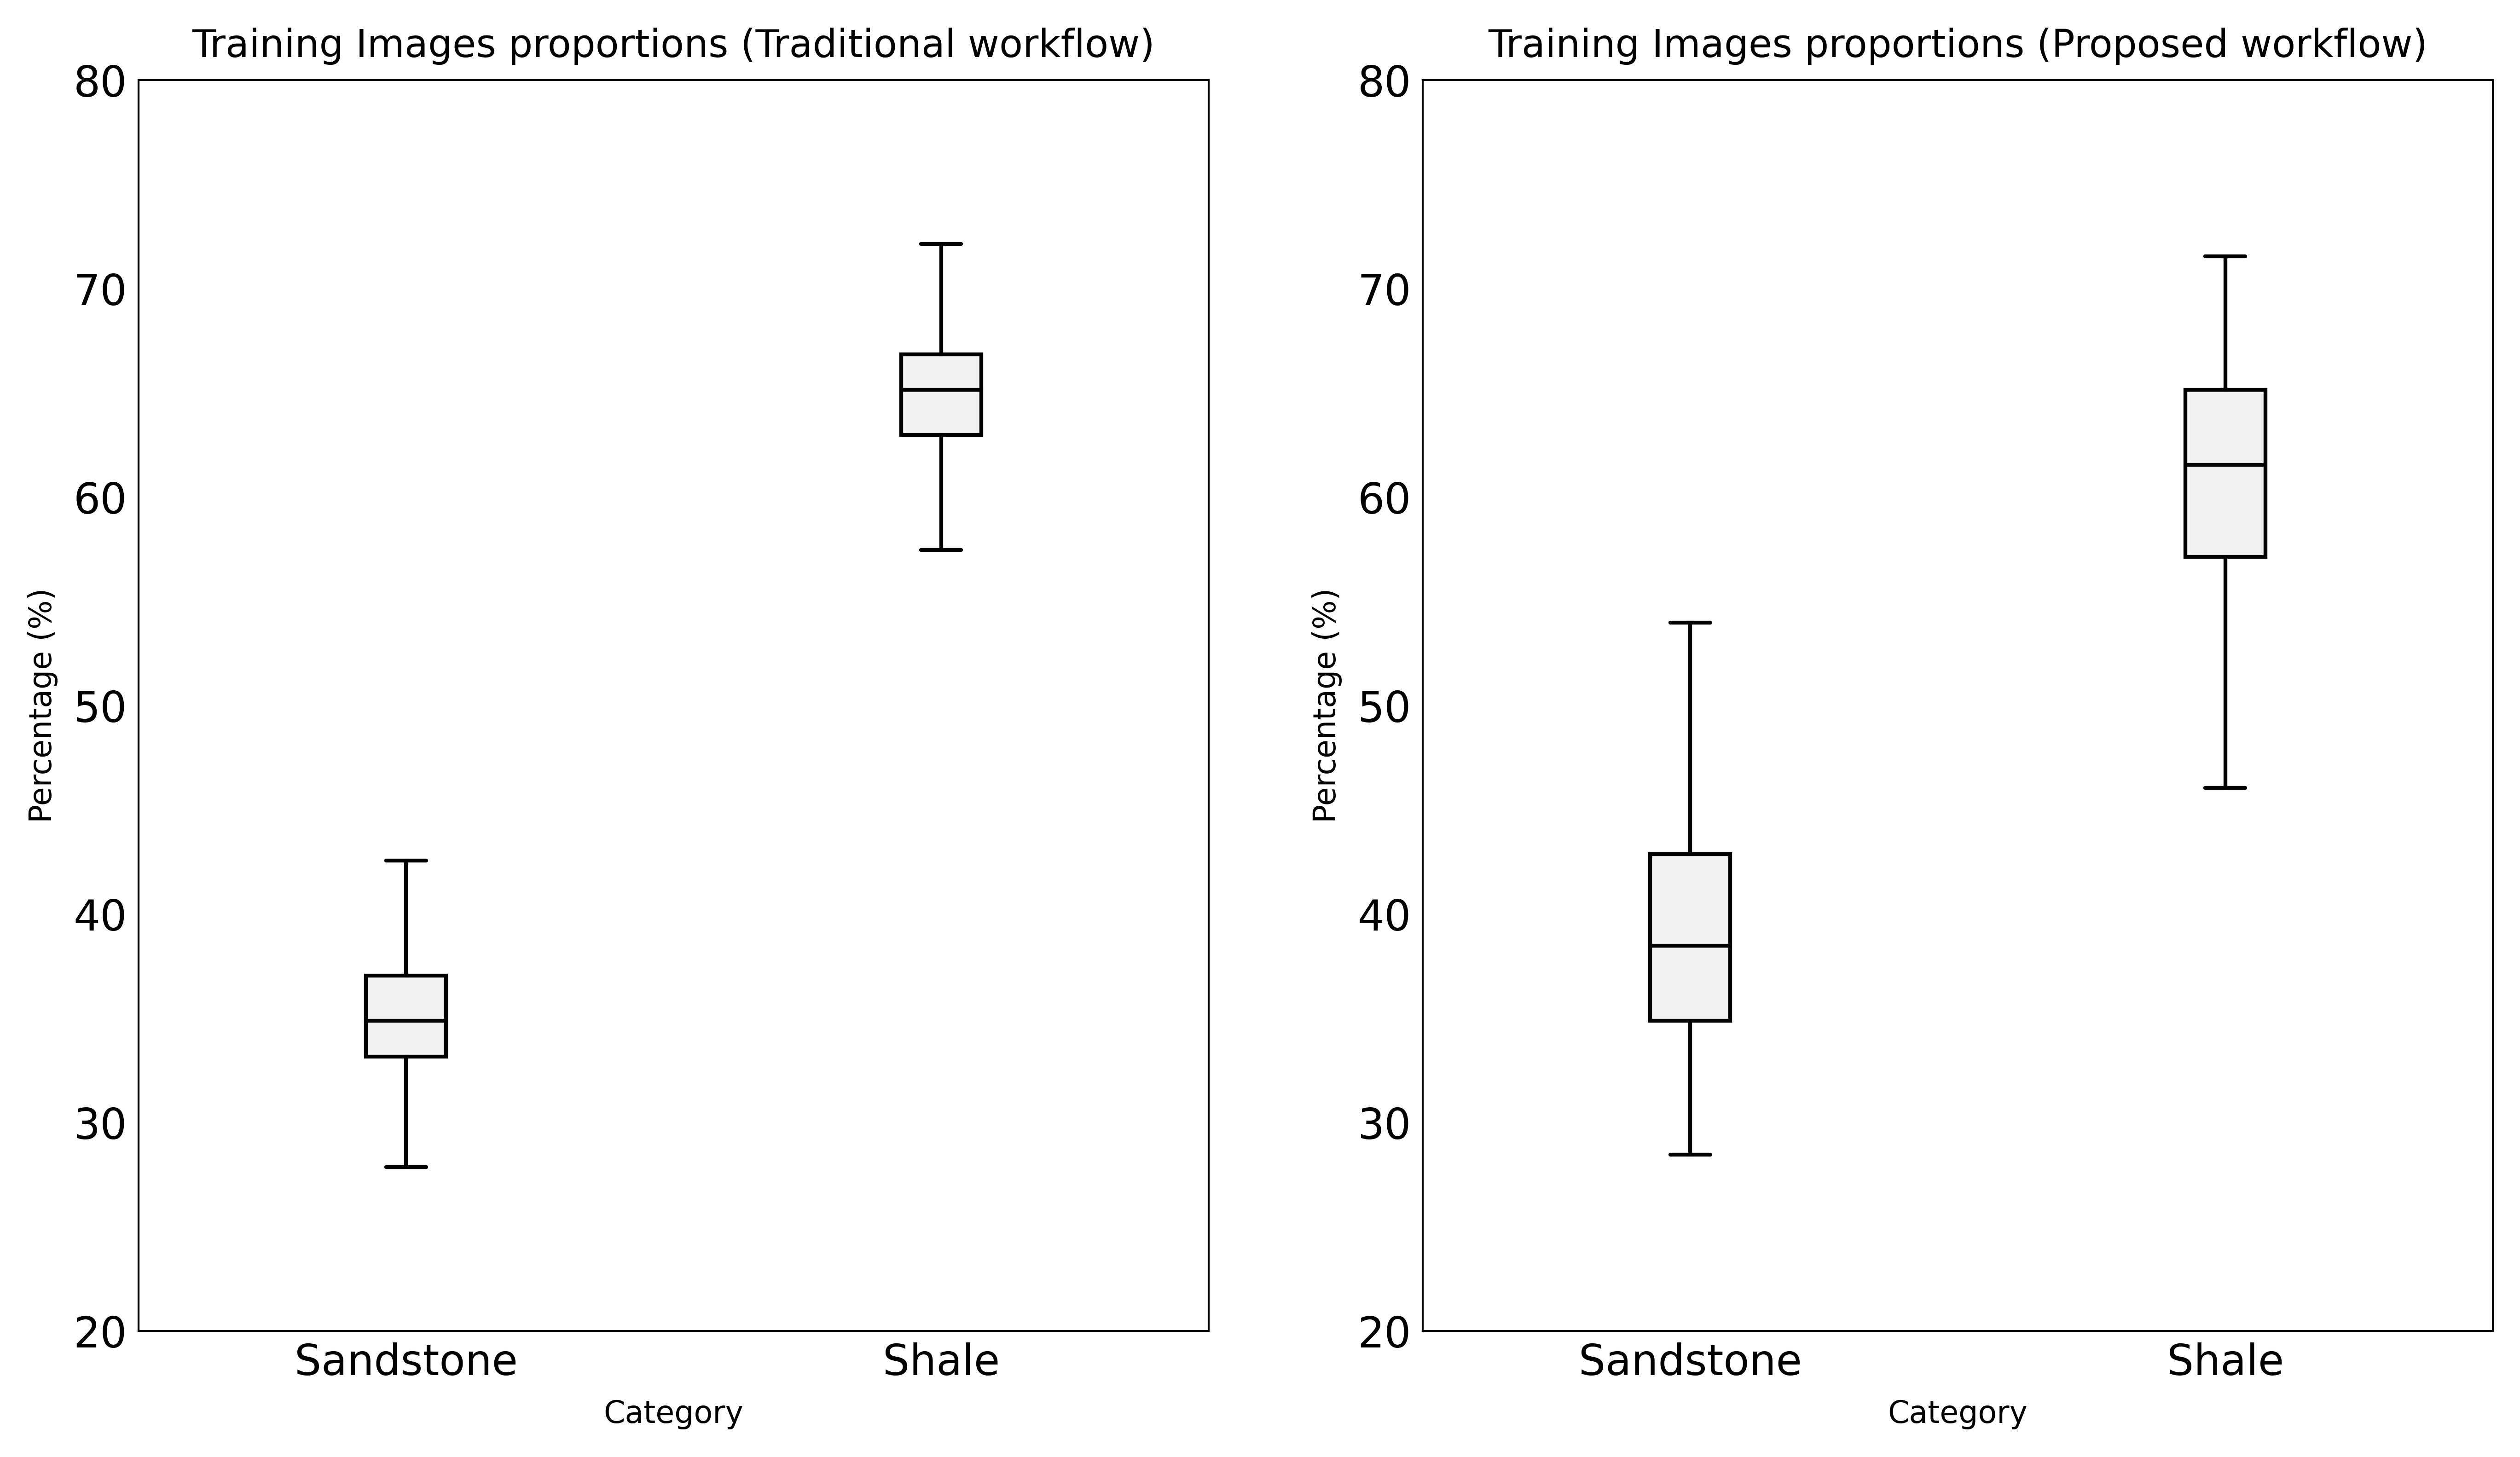 Training Images proportions (Traditional workflow)
80
70
60
50
40
30
20
Percentage (%)
Sandstone Shale
Category
Training Images proportions (Proposed workflow)
80
70
60
50
40
30
20
Percentage (%)
Sandstone Shale
Category